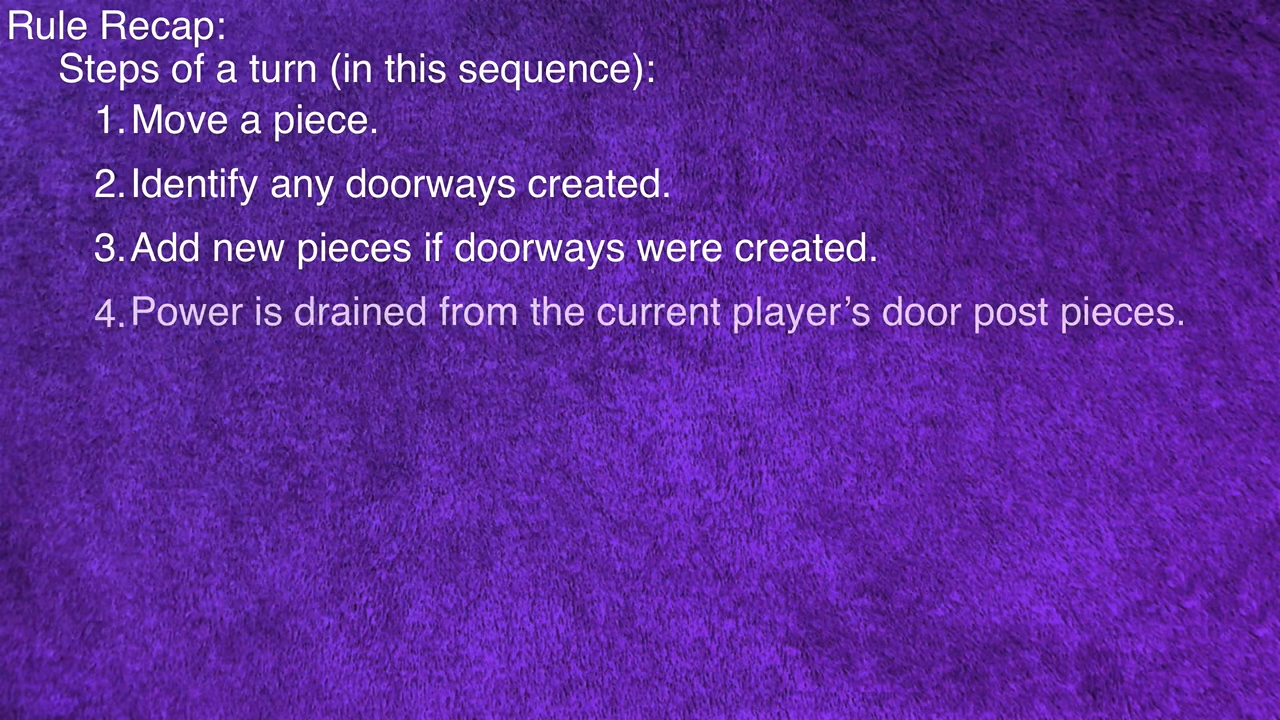 Rule Recap:
Steps of a turn (in this sequence):
1. Move a piece.
2. Identify any doorways created.
3. Add new pieces if doorways were created.
4. Power is drained from the current player’s door post pieces.